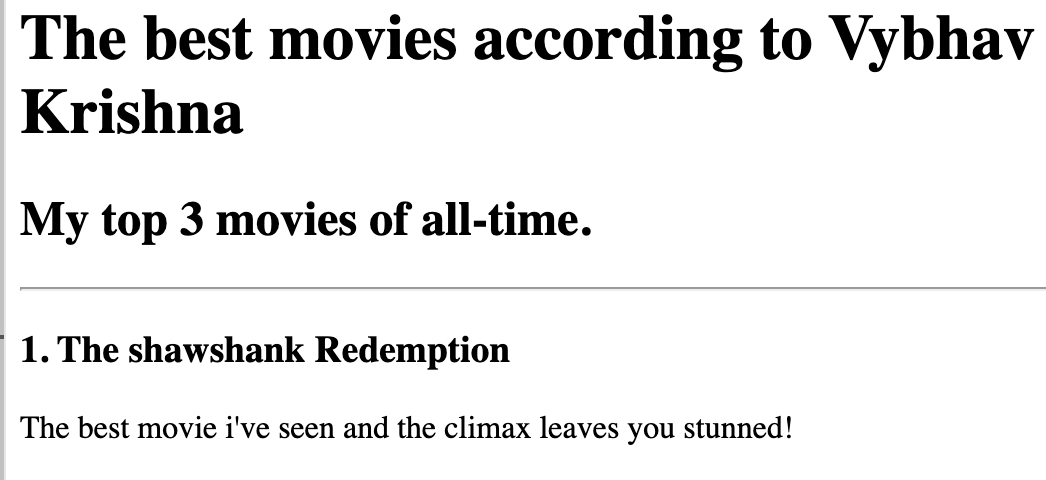 The best movies according to Vybhav
Krishna
My top 3 movies of all-time.
1. The shawshank Redemption
The best movie i've seen and the climax leaves you stunned!